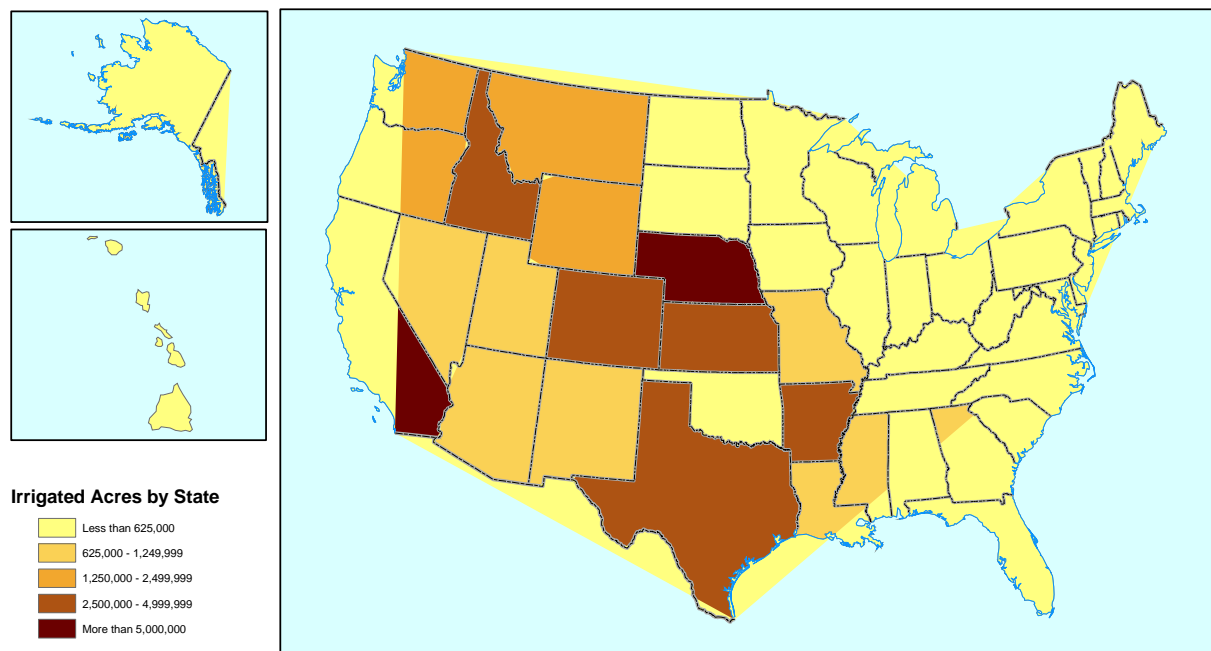 Irrigated Acres by State
Less than 625,000
625,000 - 1,249,999
1,250,000 - 2,499,999
2,500,000 - 4,999,999
More than 5,000,000